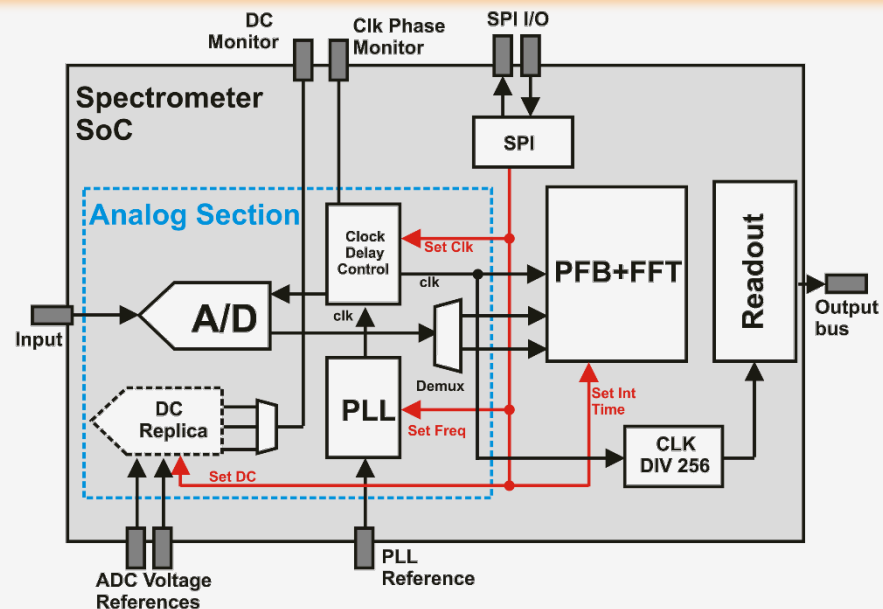 DC
Monitor
Clk Phase
Monitor
SPI I/O
Spectrometer
SoC
SPI
Analog Section
Clock
Delay
Control
Set Clk
clk
PFB+FFT
Readout
Input
A/D
clk
Output
bus
Demux
DC
Replica
PLL
Set Int
Time
Set Freq
CLK
DIV 256
Set DC
ADC Voltage
References
PLL
Reference